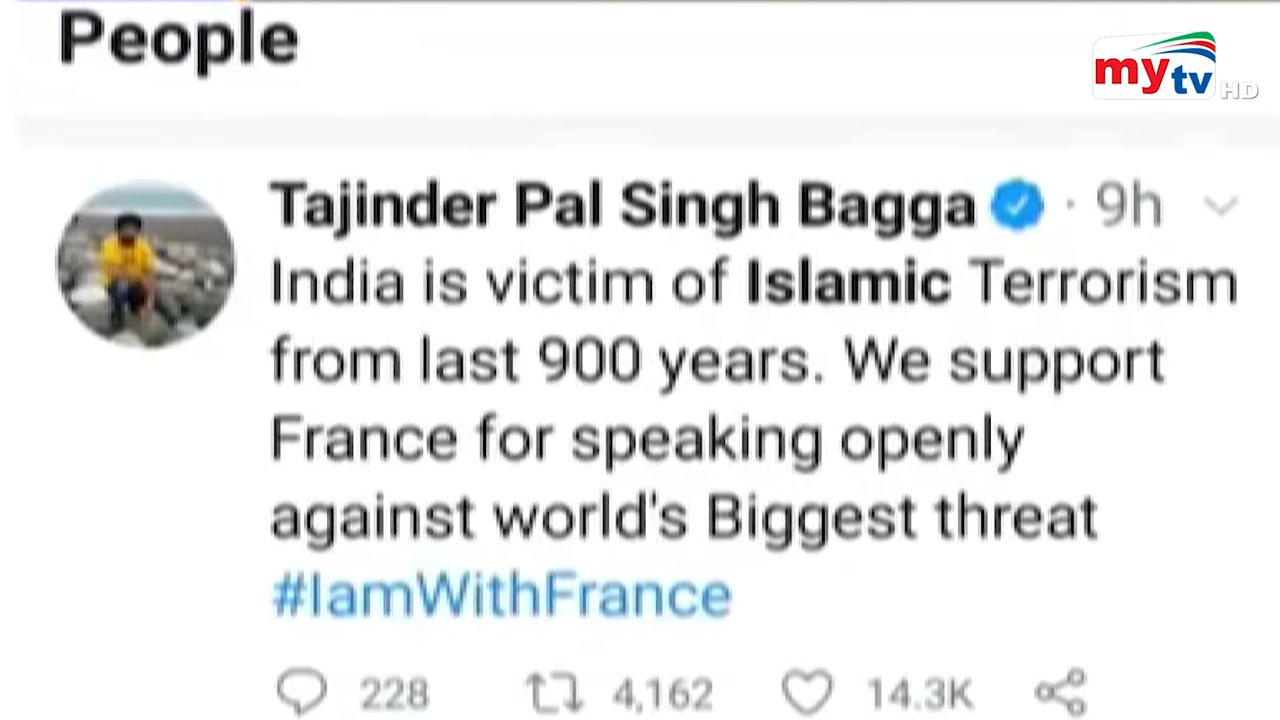 People
mytv HD
Tajinder Pal Singh Bagga · 9h
India is victim of Islamic Terrorism
from last 900 years. We support
France for speaking openly
against world's Biggest threat
#IamWithFrance
228 4,162 14.3K